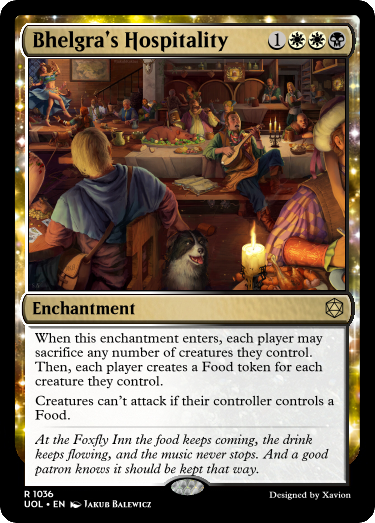 Bhelgra's Hospitality 1
Enchantment
When this enchantment enters, each player may
sacrifice any number of creatures they control.
Then, each player creates a Food token for each
creature they control.
Creatures can't attack if their controller controls a
Food.
At the Foxfly Inn the food keeps coming, the drink
keeps flowing, and the music never stops. And a good
patron knows it should be kept that way.
R 1036
UOL • EN Jakub Balewicz
Designed by Xavion